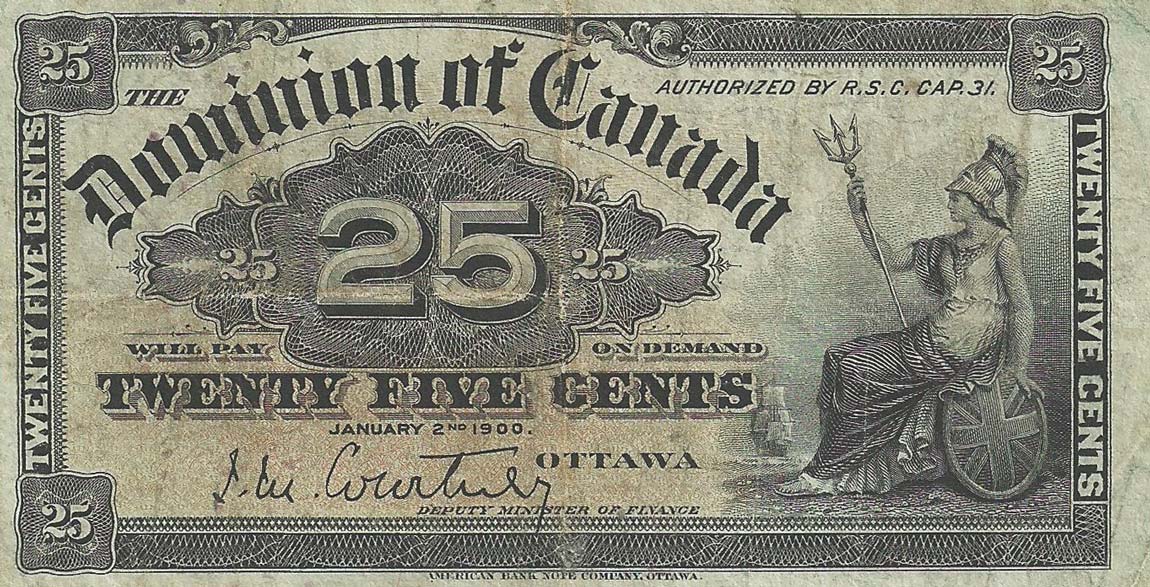 25 25
THE Dominion of Canada
AUTHORIZED BY R.S.C. CAP. 31.
25 25 25
WILL PAY ON DEMAND
TWENTY FIVE CENTS
JANUARY 2ND 1900.
J. M. Courtney OTTAWA
DEPUTY MINISTER OF FINANCE
25
TWENTY FIVE CENTS
TWENTY FIVE CENTS
AMERICAN BANK NOTE COMPANY, OTTAWA.